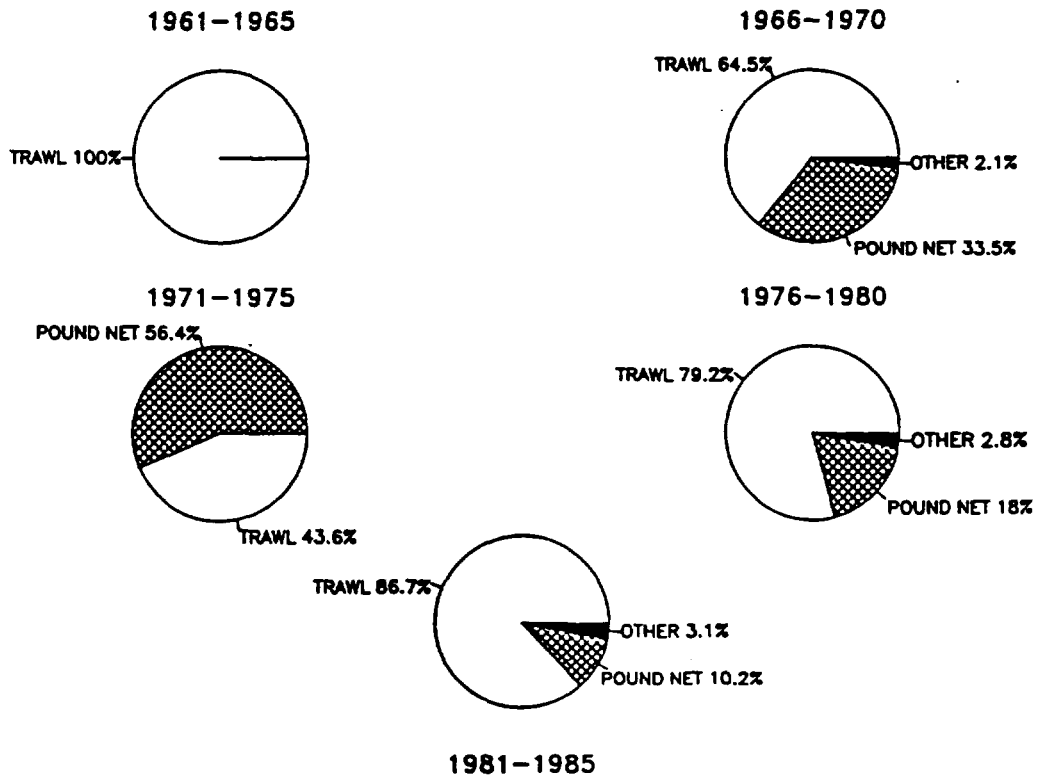 1961-1965
TRAWL 100%
1966-1970
TRAWL 64.5%
OTHER 2.1%
POUND NET 33.5%
1971-1975
POUND NET 56.4%
TRAWL 43.6%
1976-1980
TRAWL 79.2%
OTHER 2.8%
POUND NET 18%
TRAWL 86.7%
OTHER 3.1%
POUND NET 10.2%
1981-1985